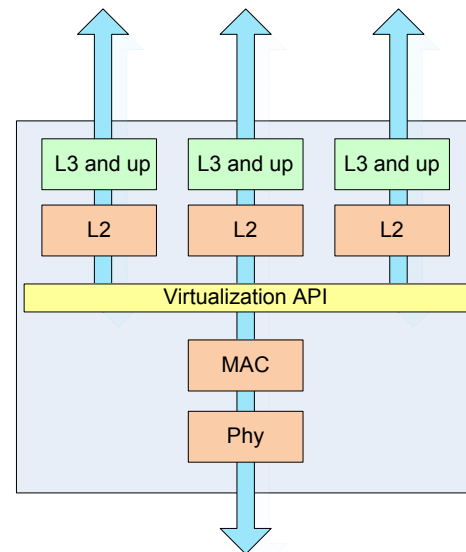 L3 and up
L3 and up
L3 and up
L2
L2
L2
Virtualization API
MAC
Phy